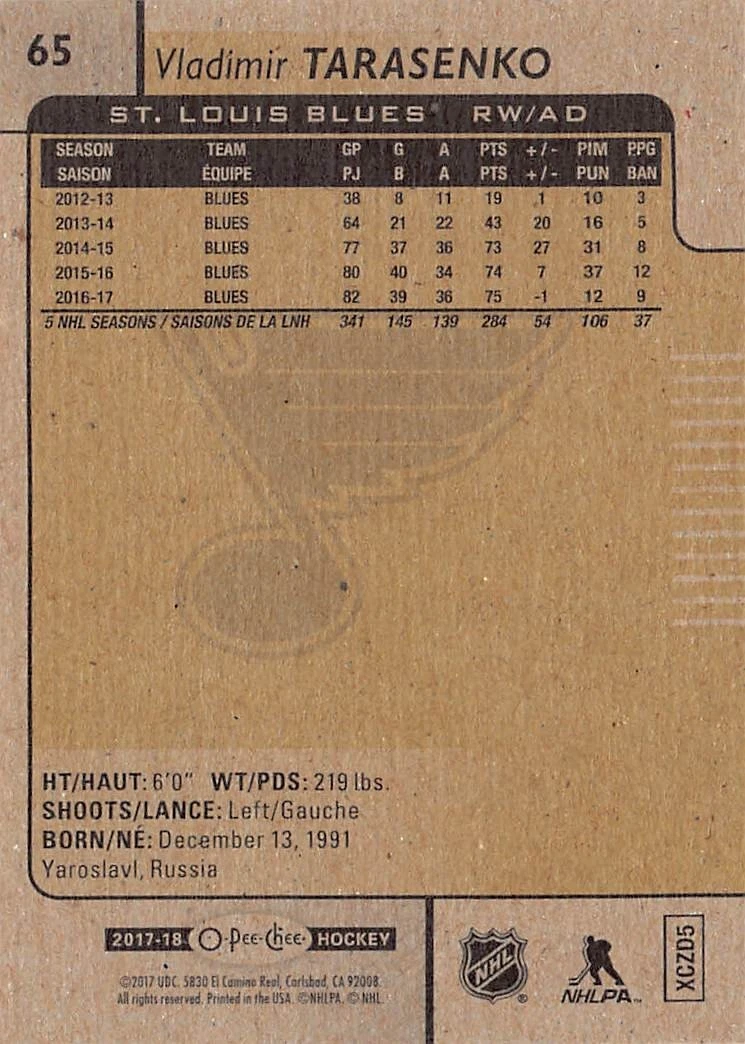 65
Vladimir TARASENKO
ST. LOUIS BLUES RW/AD
SEASON TEAM GP G A PTS +/- PIM PPG
SAISON ÉQUIPE PJ B A PTS +/- PUN BAN
2012-13 BLUES 38 8 11 19 1 10 3
2013-14 BLUES 64 21 22 43 20 16 5
2014-15 BLUES 77 37 36 73 27 31 8
2015-16 BLUES 80 40 34 74 7 37 12
2016-17 BLUES 82 39 36 75 -1 12 9
5 NHL SEASONS / SAISONS DE LA LNH 341 145 139 284 54 106 37
HT/HAUT: 6'0" WT/PDS: 219 lbs.
SHOOTS/LANCE: Left/Gauche
BORN/NÉ: December 13, 1991
Yaroslavl, Russia
2017-18 O-Pee-Chee HOCKEY
©2017 UDC. 5830 El Camino Real, Carlsbad, CA 92008.
All rights reserved. Printed in the USA. ©NHLPA. © NHL.
NHL ®
NHLPA™
XCZD5